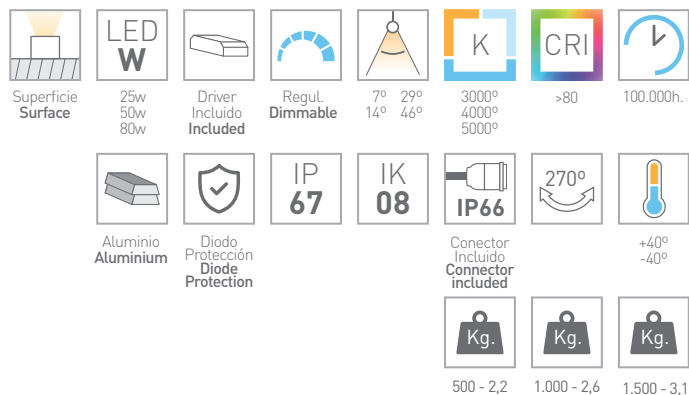 LED
W
K
CRI
Superficie
Surface
25w
50w
80w
Driver
Incluido
Included
Regul.
Dimmable
7º 29º
14º 46º
3000º
4000º
5000º
>80
100.000h.
IP
67
IK
08
IP66
270º
Aluminio
Aluminium
Diodo
Protección
Diode
Protection
Conector
Incluido
Connector
included
+40º
-40º
Kg.
Kg.
Kg.
500 - 2,2
1.000 - 2,6
1.500 - 3,1